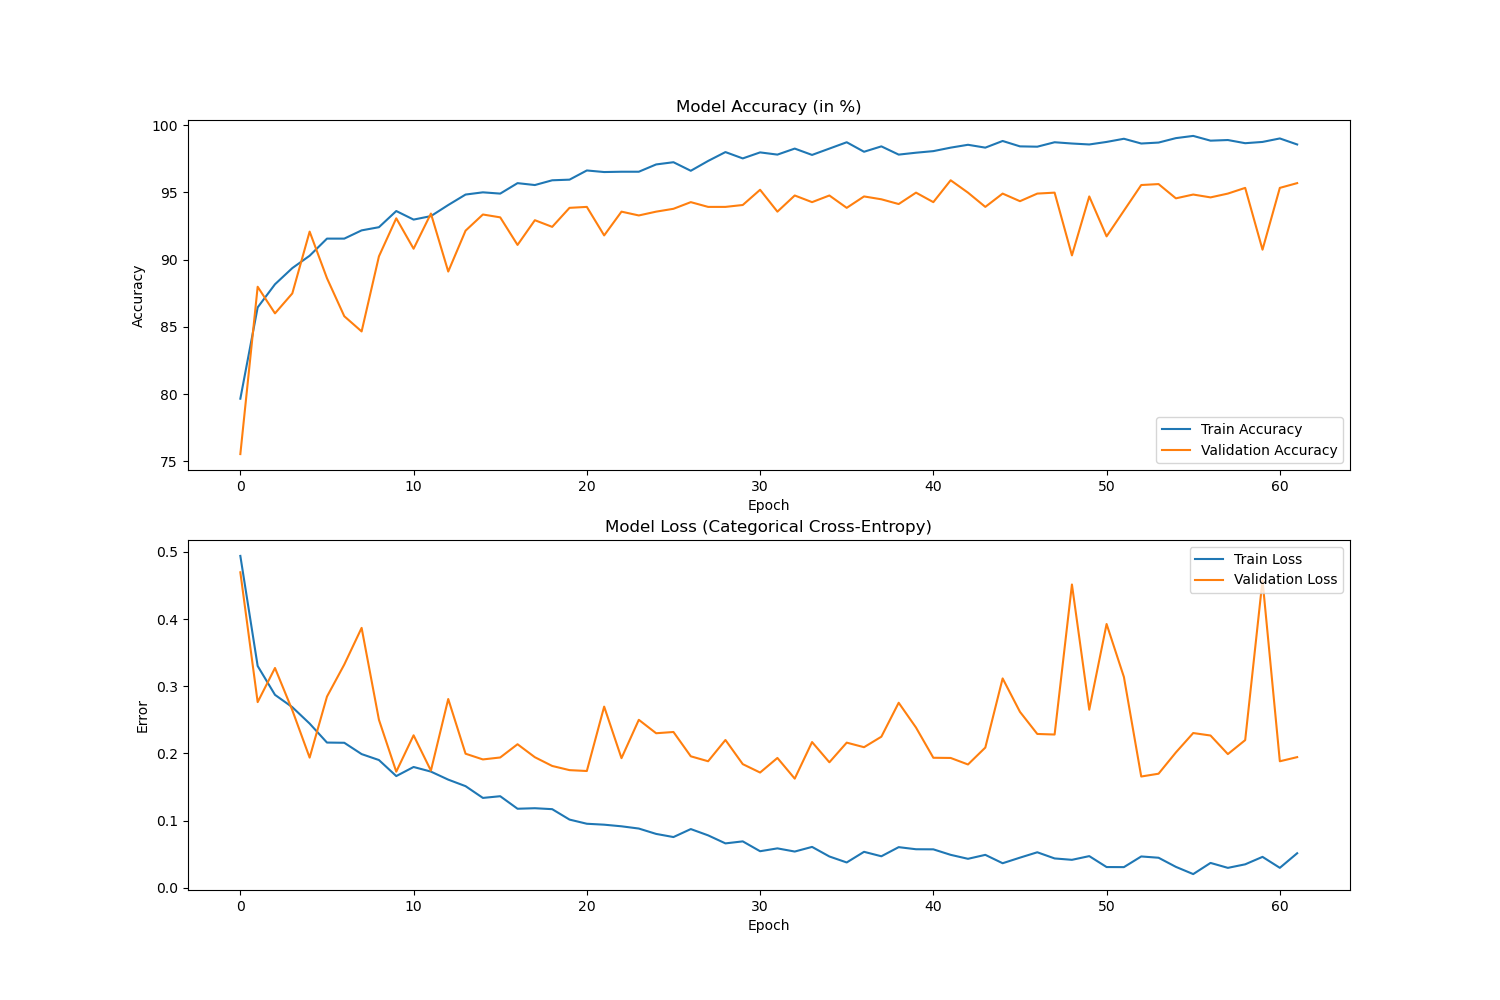 Model Accuracy (in %)
100
95
90
85
80
75
Accuracy
Train Accuracy
Validation Accuracy
0 10 20 30 40 50 60
Epoch
Model Loss (Categorical Cross-Entropy)
0.5
0.4
0.3
0.2
0.1
0.0
Error
Train Loss
Validation Loss
0 10 20 30 40 50 60
Epoch